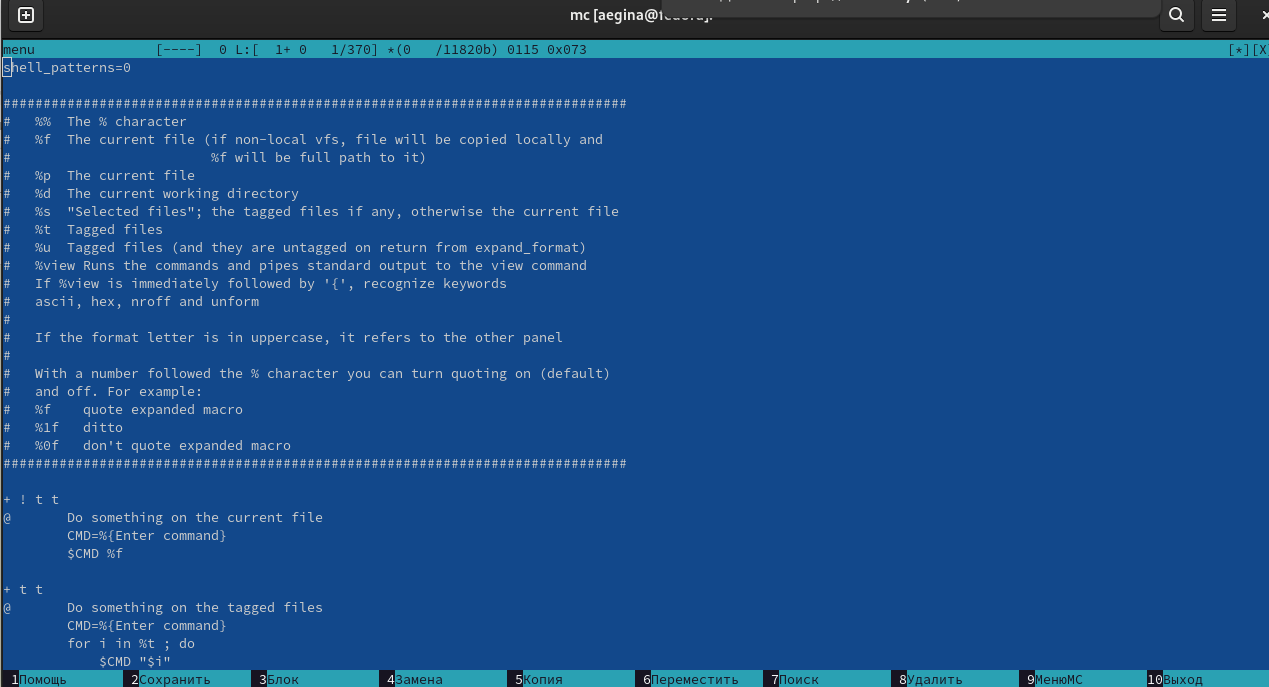 mc [aegina@fedora]:
menu [----] 0 L:[ 1+ 0 1/370] *(0 /11820b) 0115 0x073 [*][X
shell_patterns=0
###############################################################################
# %% The % character
# %f The current file (if non-local vfs, file will be copied locally and
# %f will be full path to it)
# %p The current file
# %d The current working directory
# %s "Selected files"; the tagged files if any, otherwise the current file
# %t Tagged files
# %u Tagged files (and they are untagged on return from expand_format)
# %view Runs the commands and pipes standard output to the view command
# If %view is immediately followed by '{', recognize keywords
# ascii, hex, nroff and unform
#
# If the format letter is in uppercase, it refers to the other panel
#
# With a number followed the % character you can turn quoting on (default)
# and off. For example:
# %f quote expanded macro
# %1f ditto
# %0f don't quote expanded macro
###############################################################################
+ ! t t
@ Do something on the current file
CMD=%{Enter command}
$CMD %f
+ t t
@ Do something on the tagged files
CMD=%{Enter command}
for i in %t ; do
$CMD "$i"
1Помощь 2Сохранить 3Блок 4Замена 5Копия 6Переместить 7Поиск 8Удалить 9МенюMC 10Выход